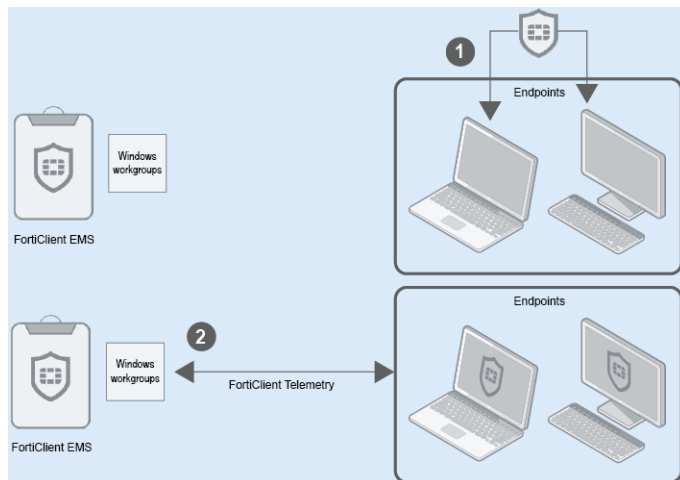 1
Endpoints
Windows
workgroups
FortiClient EMS
Endpoints
2
Windows
workgroups
FortiClient Telemetry
FortiClient EMS